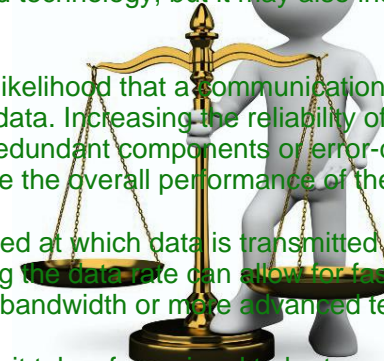 d technology, but it may also in
ikelihood that a communication
data. Increasing the reliability of
edundant components or error-c
e the overall performance of the
ed at which data is transmitted
g the data rate can allow for fas
bandwidth or more advanced te